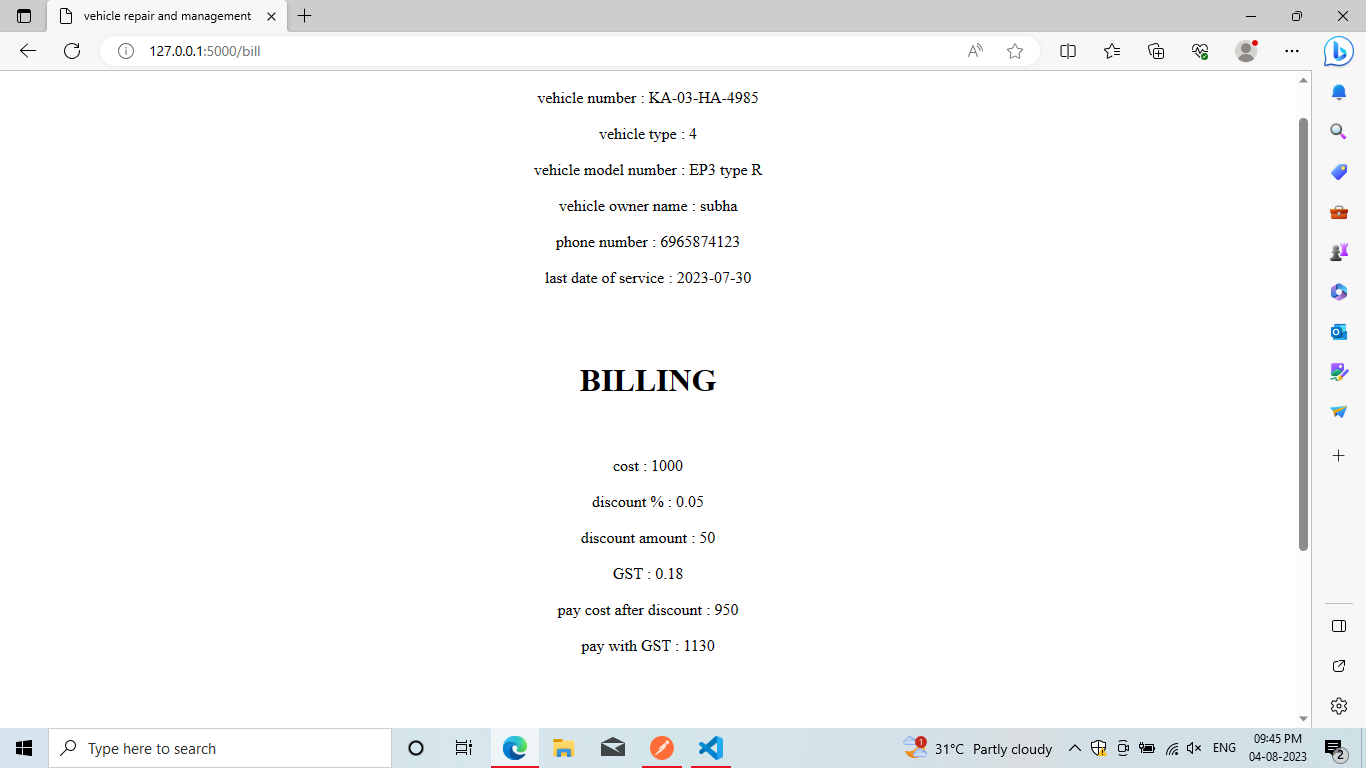 vehicle repair and management
127.0.0.1:5000/bill
vehicle number : KA-03-HA-4985
vehicle type : 4
vehicle model number : EP3 type R
vehicle owner name : subha
phone number : 6965874123
last date of service : 2023-07-30
BILLING
cost : 1000
discount % : 0.05
discount amount : 50
GST : 0.18
pay cost after discount : 950
pay with GST : 1130
Type here to search
1
31°C Partly cloudy
ENG
09:45 PM
04-08-2023
2